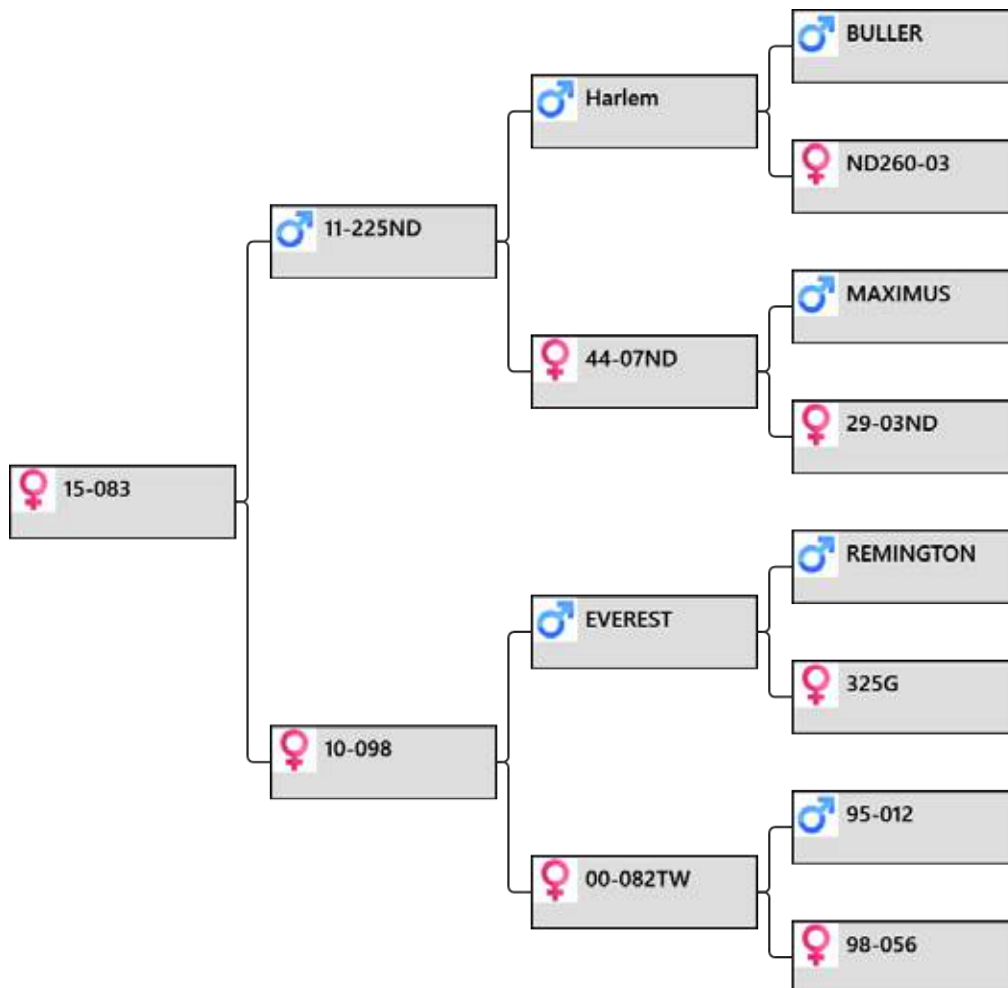 BULLER
Harlem
ND260-03
11-225ND
MAXIMUS
44-07ND
29-03ND
15-083
REMINGTON
EVEREST
325G
10-098
95-012
00-082TW
98-056